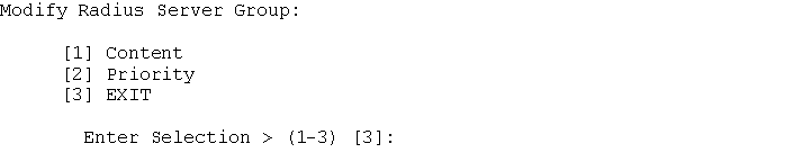 Modify Radius Server Group:
[1] Content
[2] Priority
[3] EXIT
Enter Selection > (1-3) [3]: